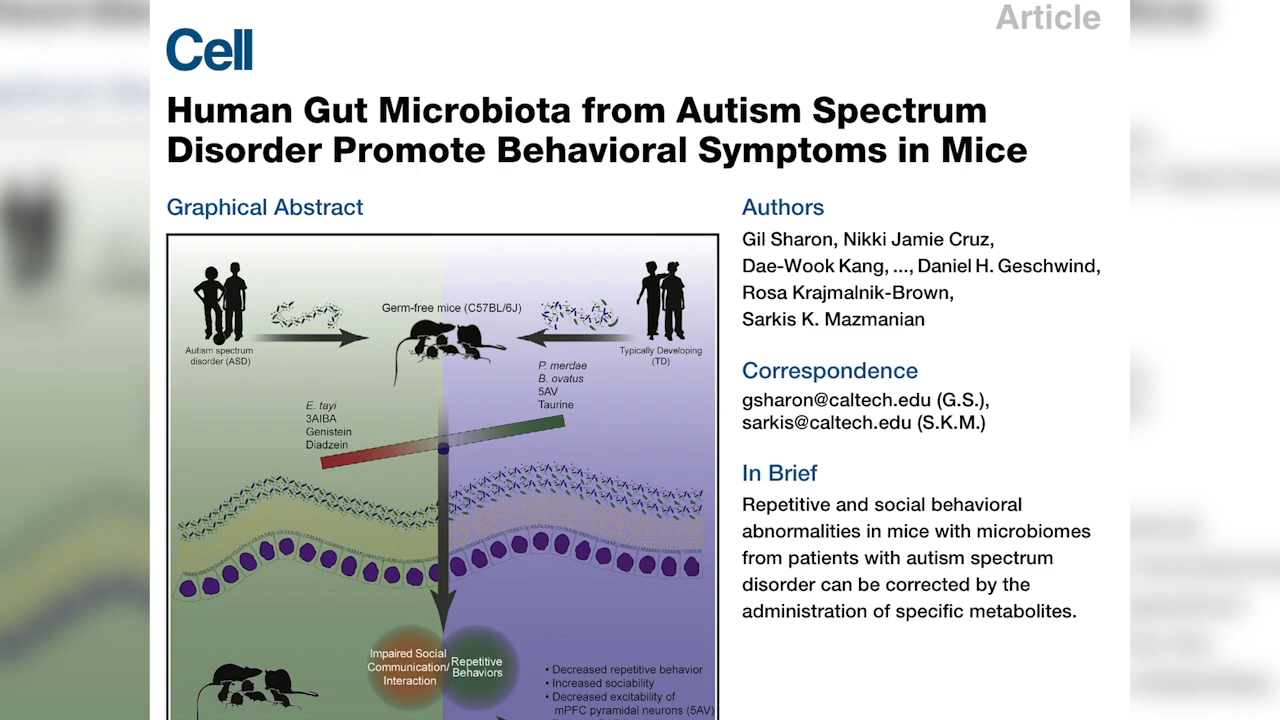 Article
Cell
Human Gut Microbiota from Autism Spectrum
Disorder Promote Behavioral Symptoms in Mice
Graphical Abstract
Autism spectrum
disorder (ASD)
Germ-free mice (C57BL/6J)
Typically Developing
(TD)
P. merdae
B. ovatus
5AV
Taurine
E. tayi
3AIBA
Genistein
Diadzein
Impaired Social
Communication/
Interaction
Repetitive
Behaviors
• Decreased repetitive behavior
• Increased sociability
• Decreased excitability of
mPFC pyramidal neurons (5AV)
Authors
Gil Sharon, Nikki Jamie Cruz,
Dae-Wook Kang, ..., Daniel H. Geschwind,
Rosa Krajmalnik-Brown,
Sarkis K. Mazmanian
Correspondence
gsharon@caltech.edu (G.S.),
sarkis@caltech.edu (S.K.M.)
In Brief
Repetitive and social behavioral
abnormalities in mice with microbiomes
from patients with autism spectrum
disorder can be corrected by the
administration of specific metabolites.